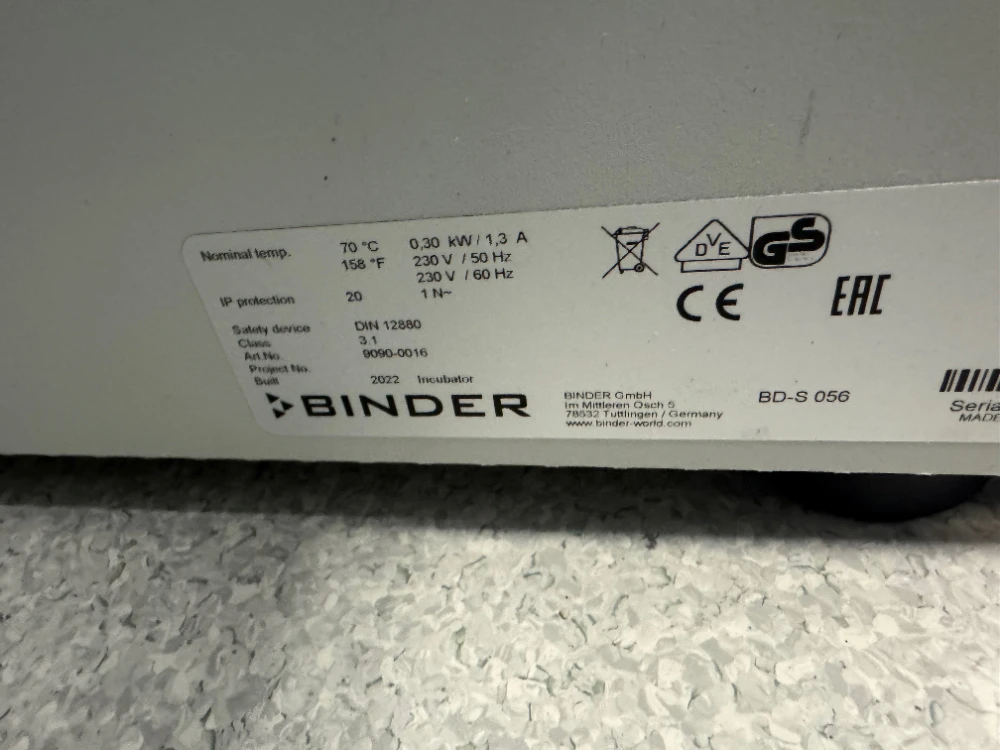 Nominal temp. 70 °C 0,30 kW / 1,3 A
158 °F 230 V / 50 Hz
230 V / 60 Hz
IP protection 20 1 N~
Safety device DIN 12880
Class 3.1
Art.No. 9090-0016
Project No.
Built 2022 Incubator
BINDER
BINDER GmbH
Im Mittleren Ösch 5
78532 Tuttlingen / Germany
www.binder-world.com
BD-S 056
DVE
GS
CE
EAC
Seria
MADE